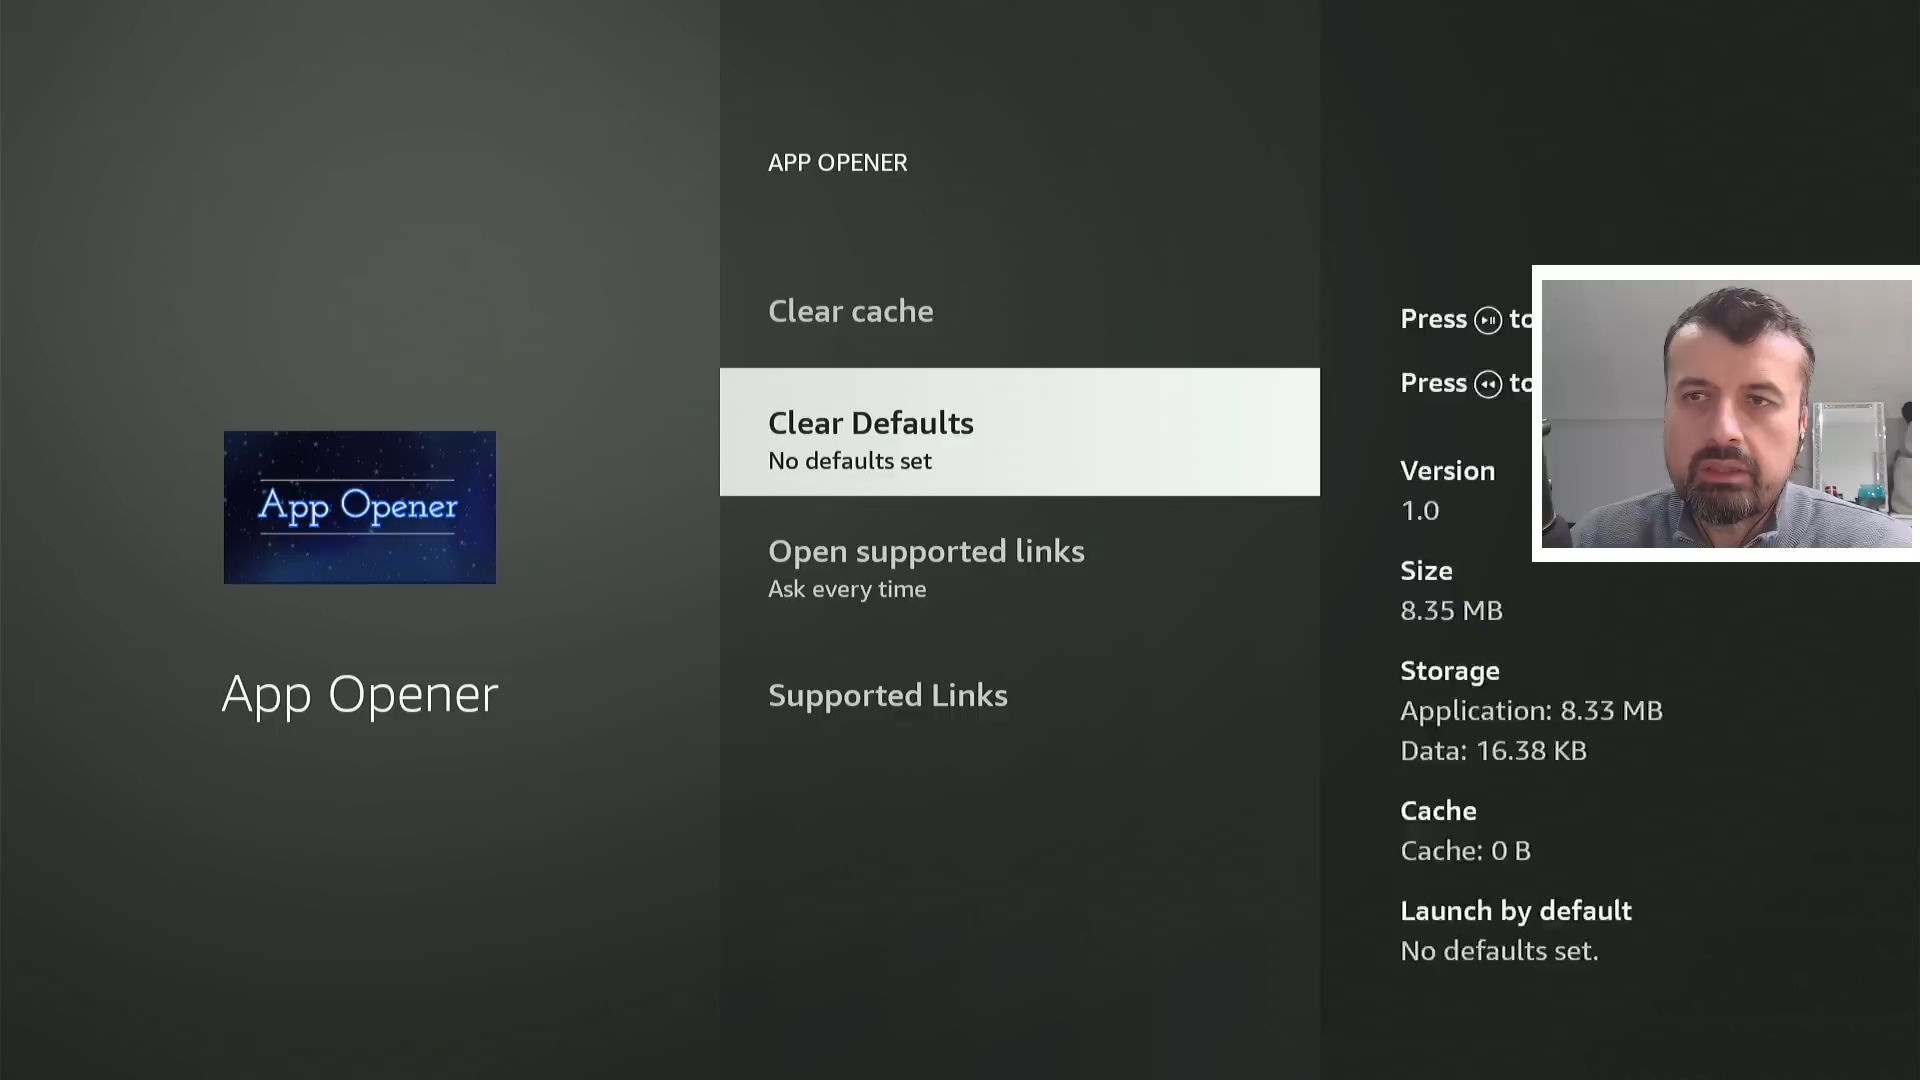 APP OPENER
Clear cache
Clear Defaults
No defaults set
Open supported links
Ask every time
Supported Links
App Opener
App Opener
Press to
Press to
Version
1.0
Size
8.35 MB
Storage
Application: 8.33 MB
Data: 16.38 KB
Cache
Cache: 0 B
Launch by default
No defaults set.